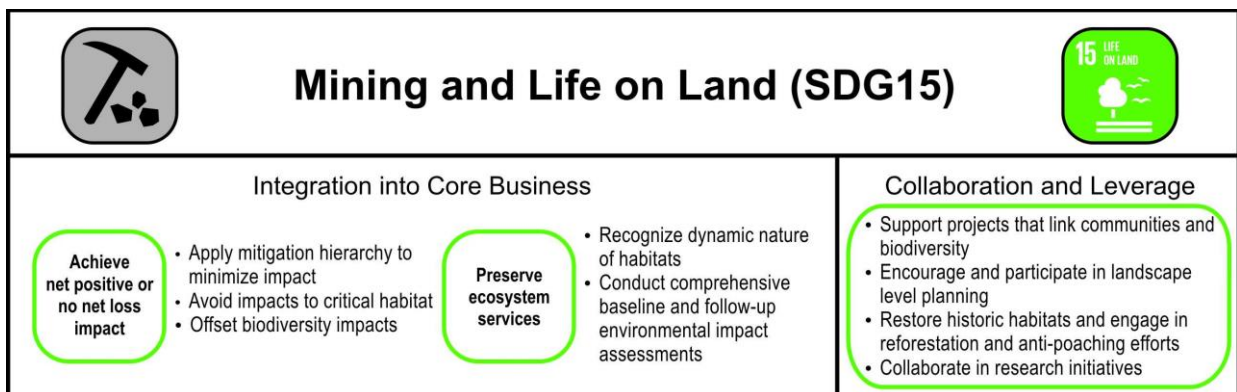 Mining and Life on Land (SDG15)
15 LIFE
ON LAND
Integration into Core Business
Achieve
net positive or
no net loss
impact
• Apply mitigation hierarchy to
minimize impact
• Avoid impacts to critical habitat
• Offset biodiversity impacts
Preserve
ecosystem
services
• Recognize dynamic nature
of habitats
• Conduct comprehensive
baseline and follow-up
environmental impact
assessments
Collaboration and Leverage
• Support projects that link communities and
biodiversity
• Encourage and participate in landscape
level planning
• Restore historic habitats and engage in
reforestation and anti-poaching efforts
• Collaborate in research initiatives